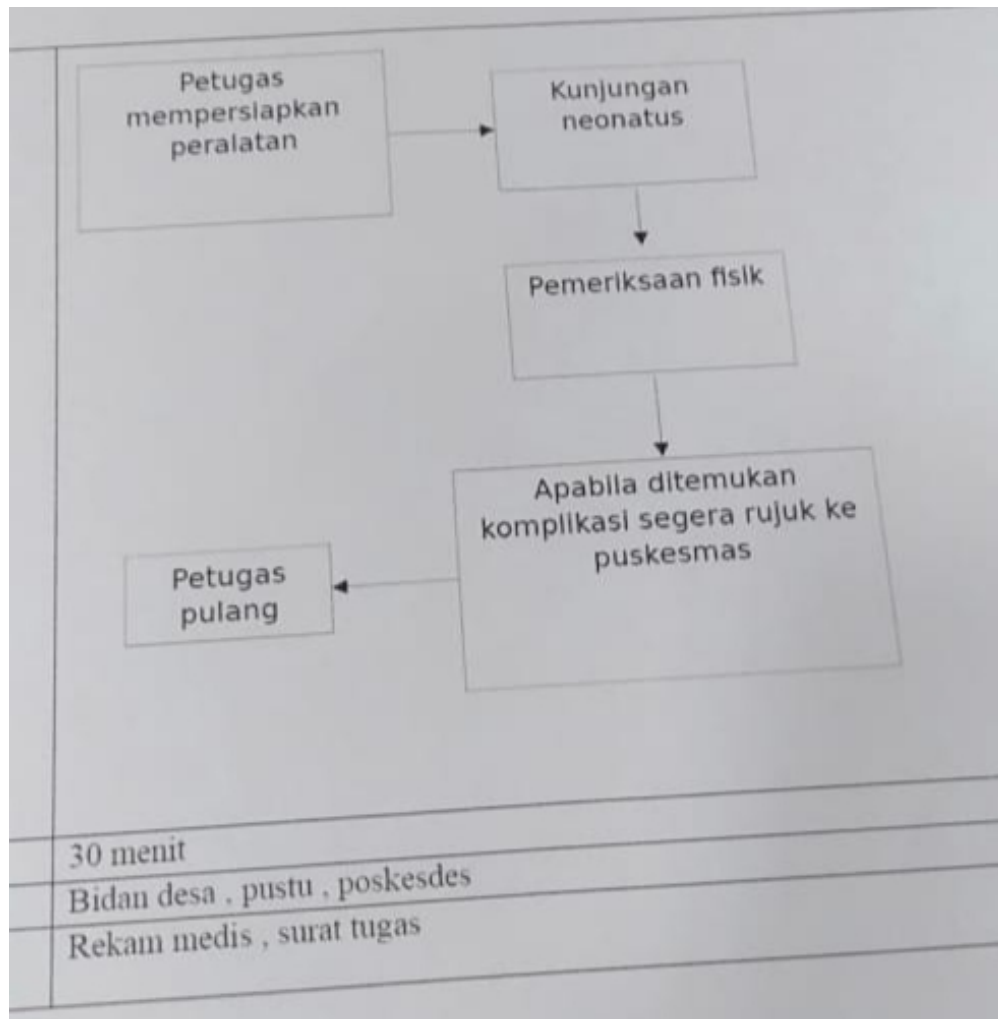 Petugas
mempersiapkan
peralatan
Kunjungan
neonatus
Pemeriksaan fisik
Apabila ditemukan
komplikasi segera rujuk ke
puskesmas
Petugas
pulang
30 menit
Bidan desa , pustu , poskesdes
Rekam medis , surat tugas